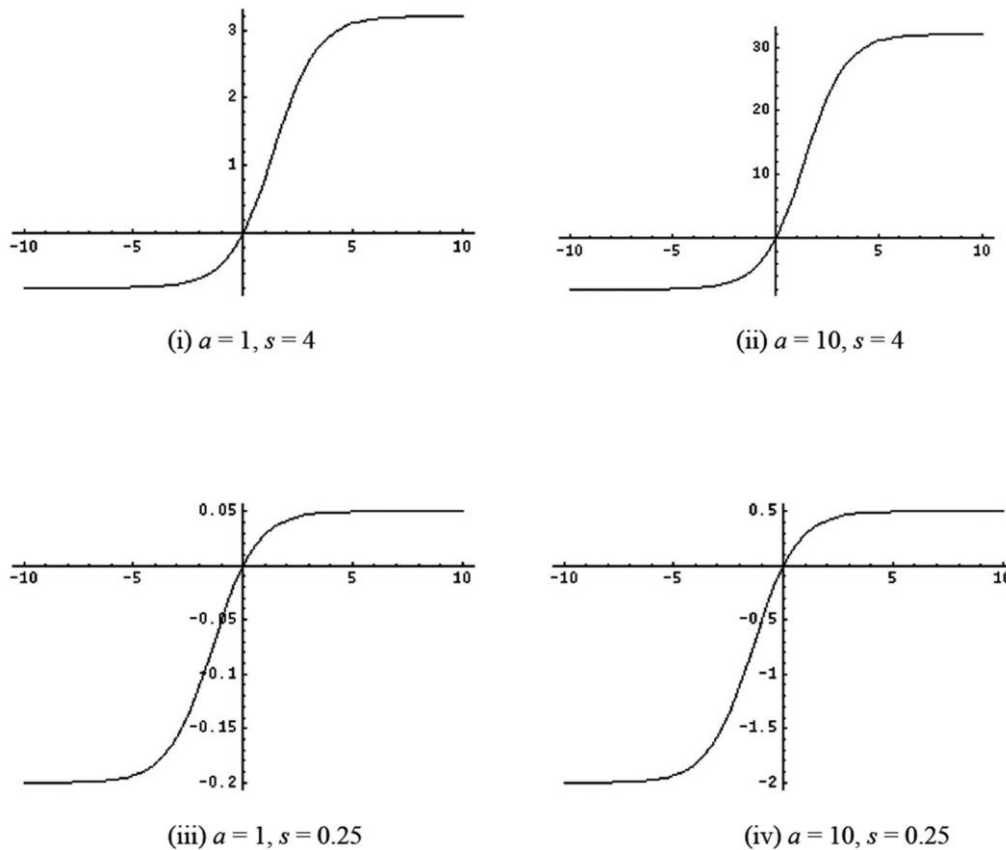 3
2
1
-10 -5 5 10
(i) a = 1, s = 4
30
20
10
-10 -5 5 10
(ii) a = 10, s = 4
0.05
-10 -5 5 10
-0.05
-0.1
-0.15
-0.2
(iii) a = 1, s = 0.25
0.5
-10 -5 5 10
-0.5
-1
-1.5
-2
(iv) a = 10, s = 0.25